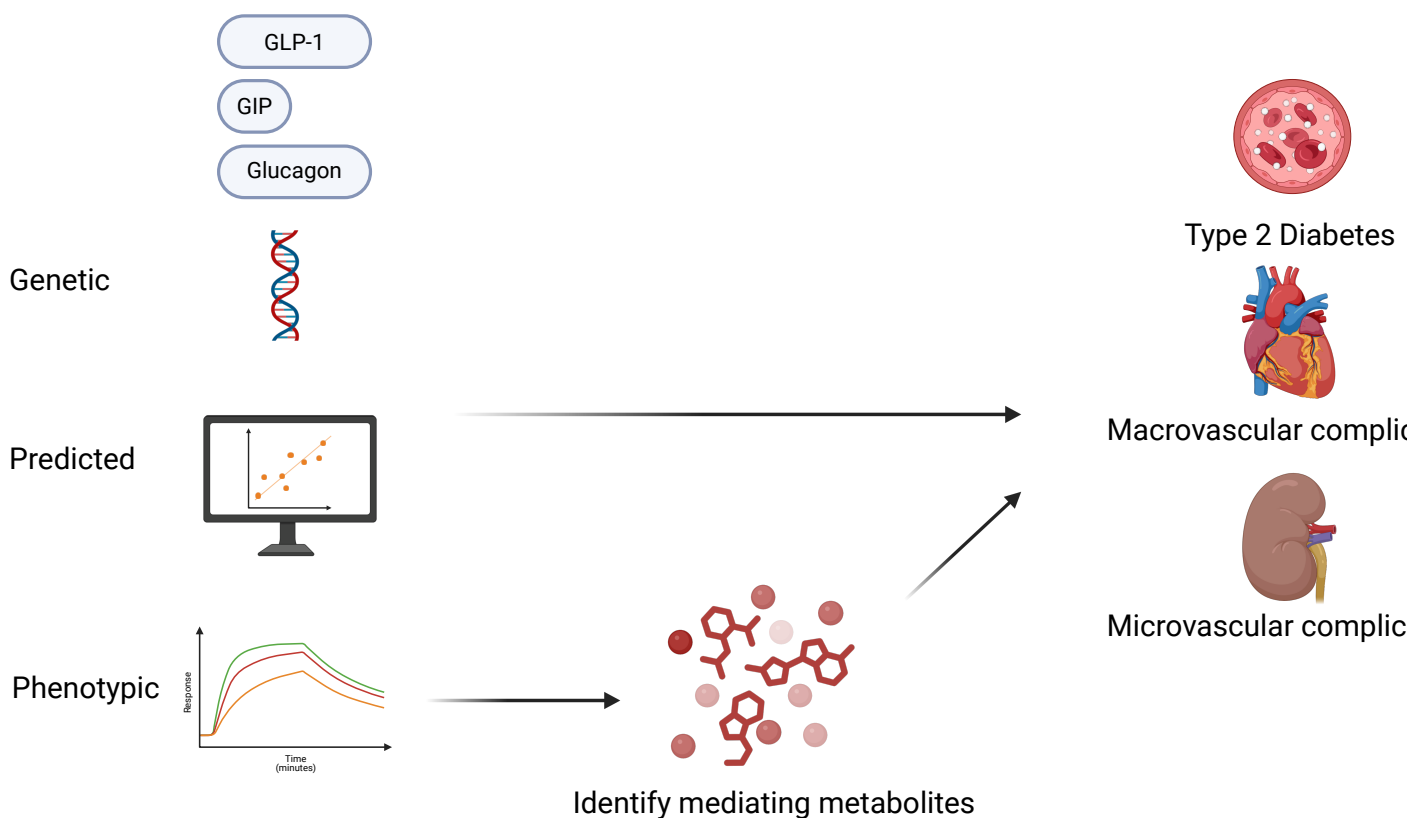 GLP-1
GIP
Glucagon
Genetic
Predicted
Phenotypic
Response
Time
(minutes)
Identify mediating metabolites
Type 2 Diabetes
Macrovascular complic
Microvascular complic